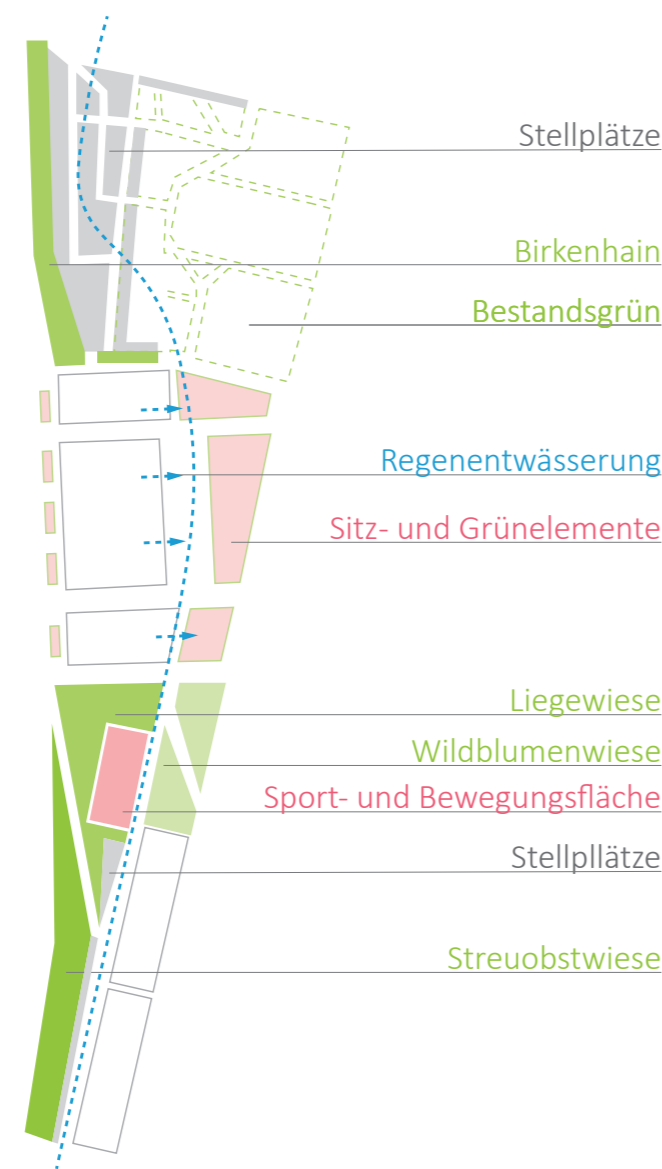 Stellplätze
Birkenhain
Bestandsgrün
Regenentwässerung
Sitz- und Grünelemente
Liegewiese
Wildblumenwiese
Sport- und Bewegungsfläche
Stellpllätze
Streuobstwiese